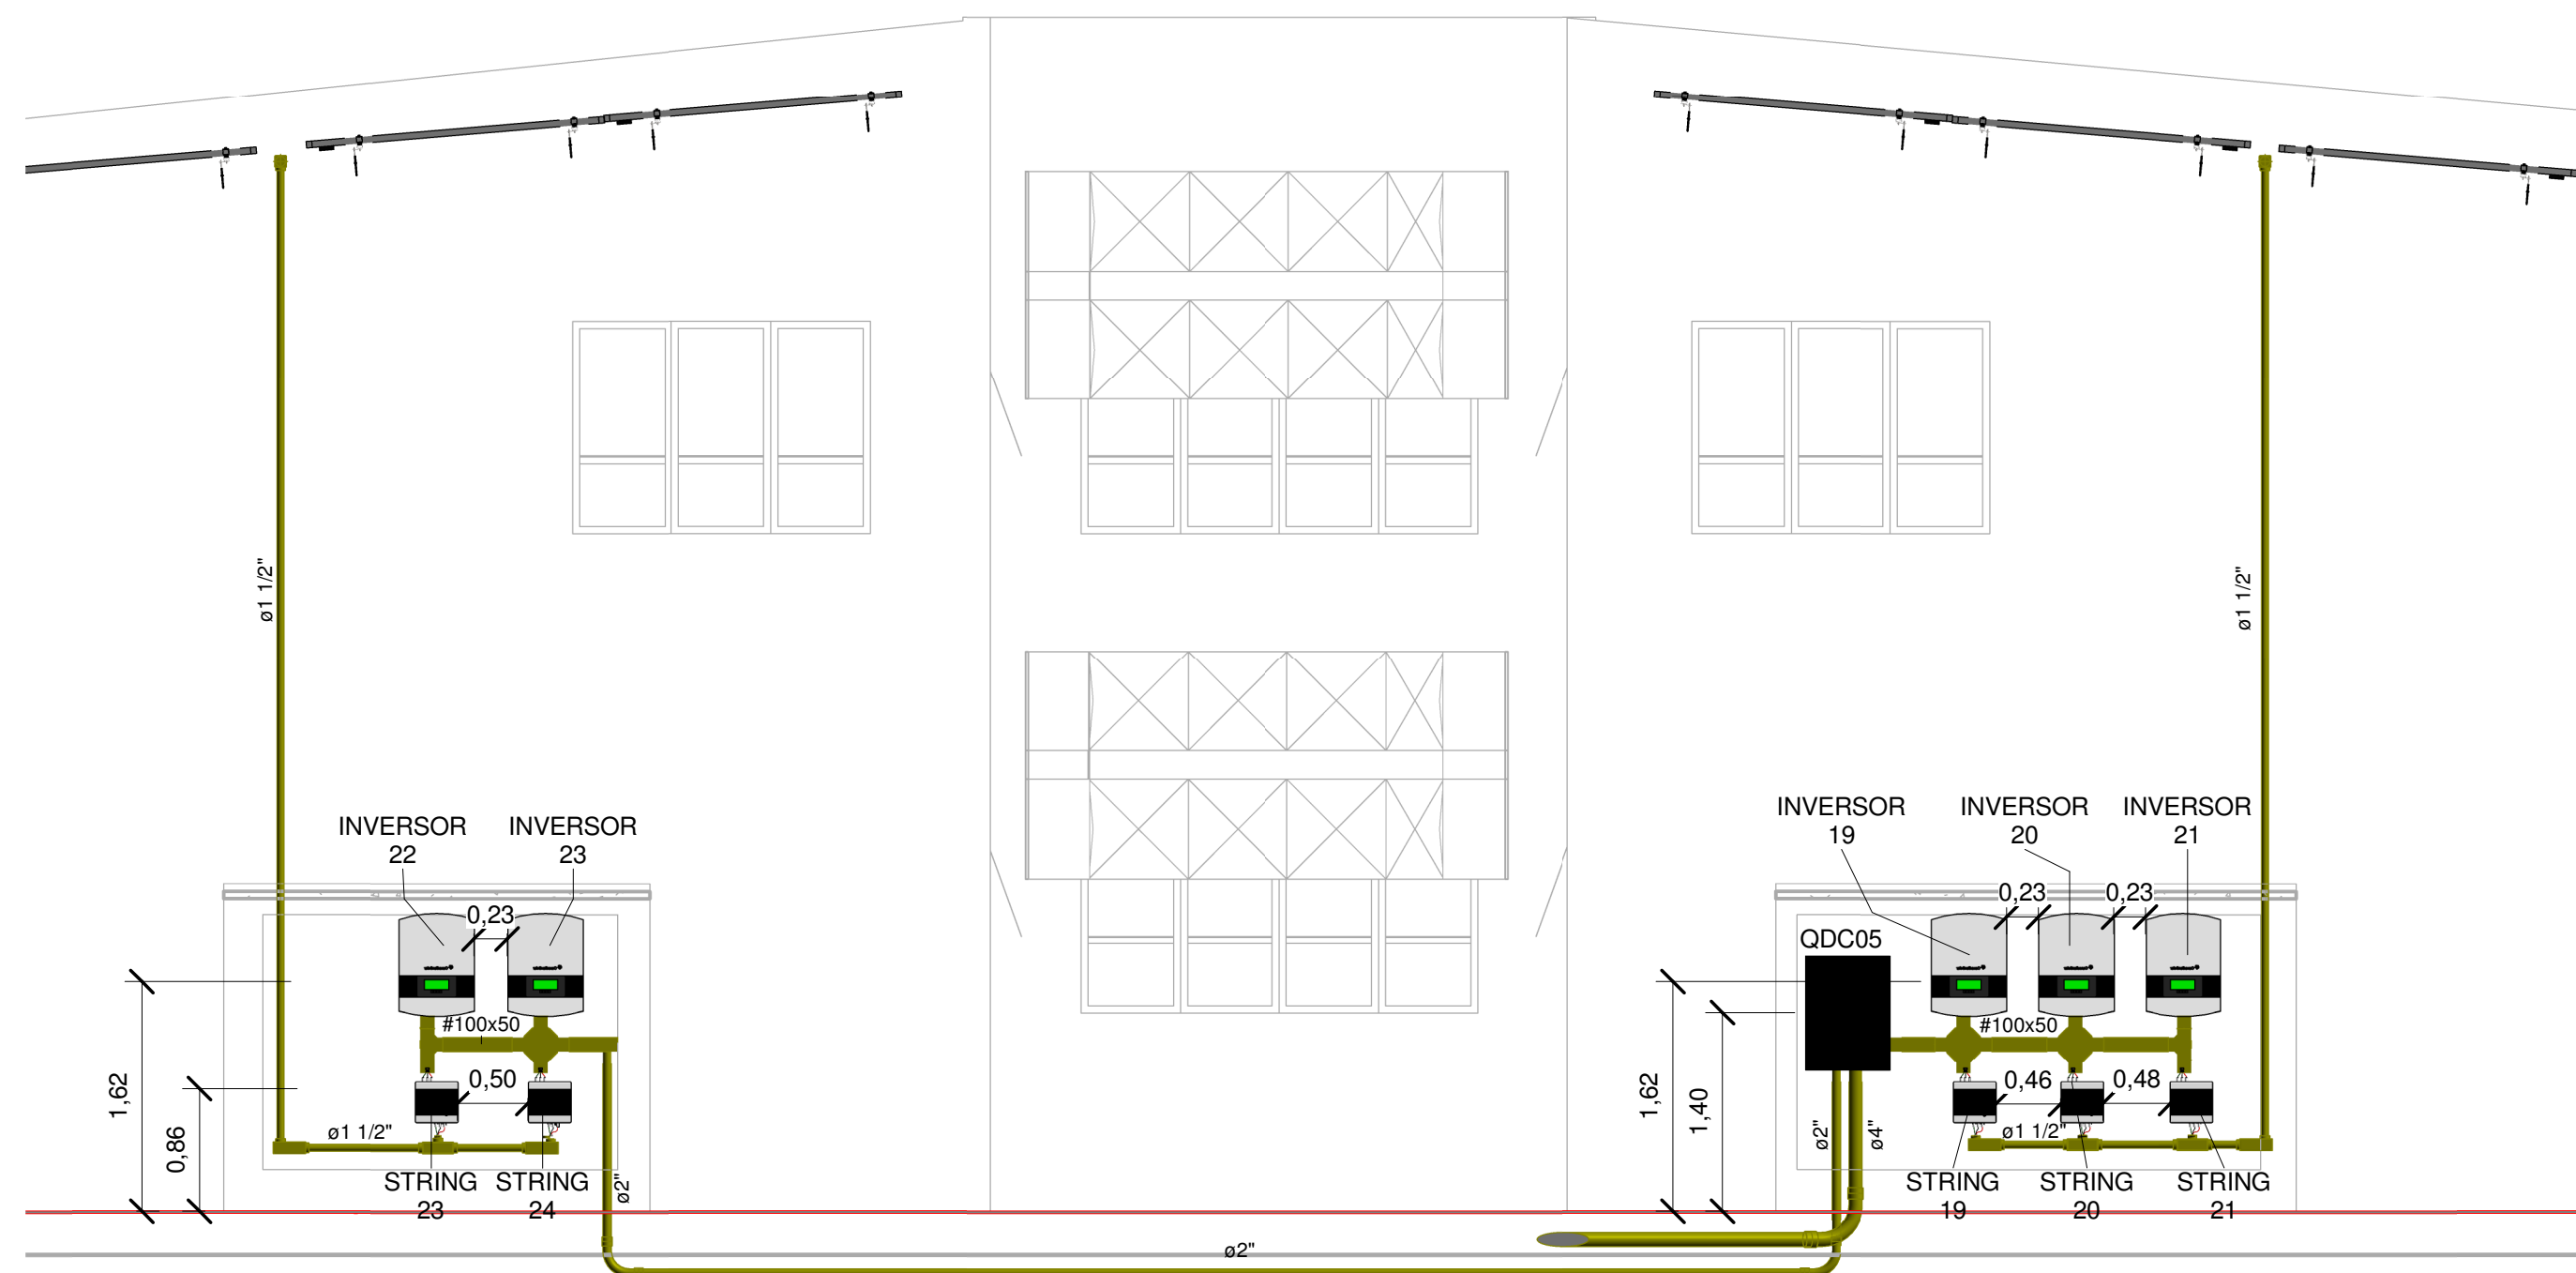 ø1 1/2"
ø1 1/2"
INVERSOR
22
INVERSOR
23
INVERSOR
19
INVERSOR
20
INVERSOR
21
0,23
0,23
0,23
QDC05
#100x50
#100x50
1,62
0,86
0,50
ø1 1/2"
STRING
23
STRING
24
ø2"
1,62
1,40
ø2"
ø4"
0,46
0,48
ø1 1/2"
STRING
19
STRING
20
STRING
21
ø2"